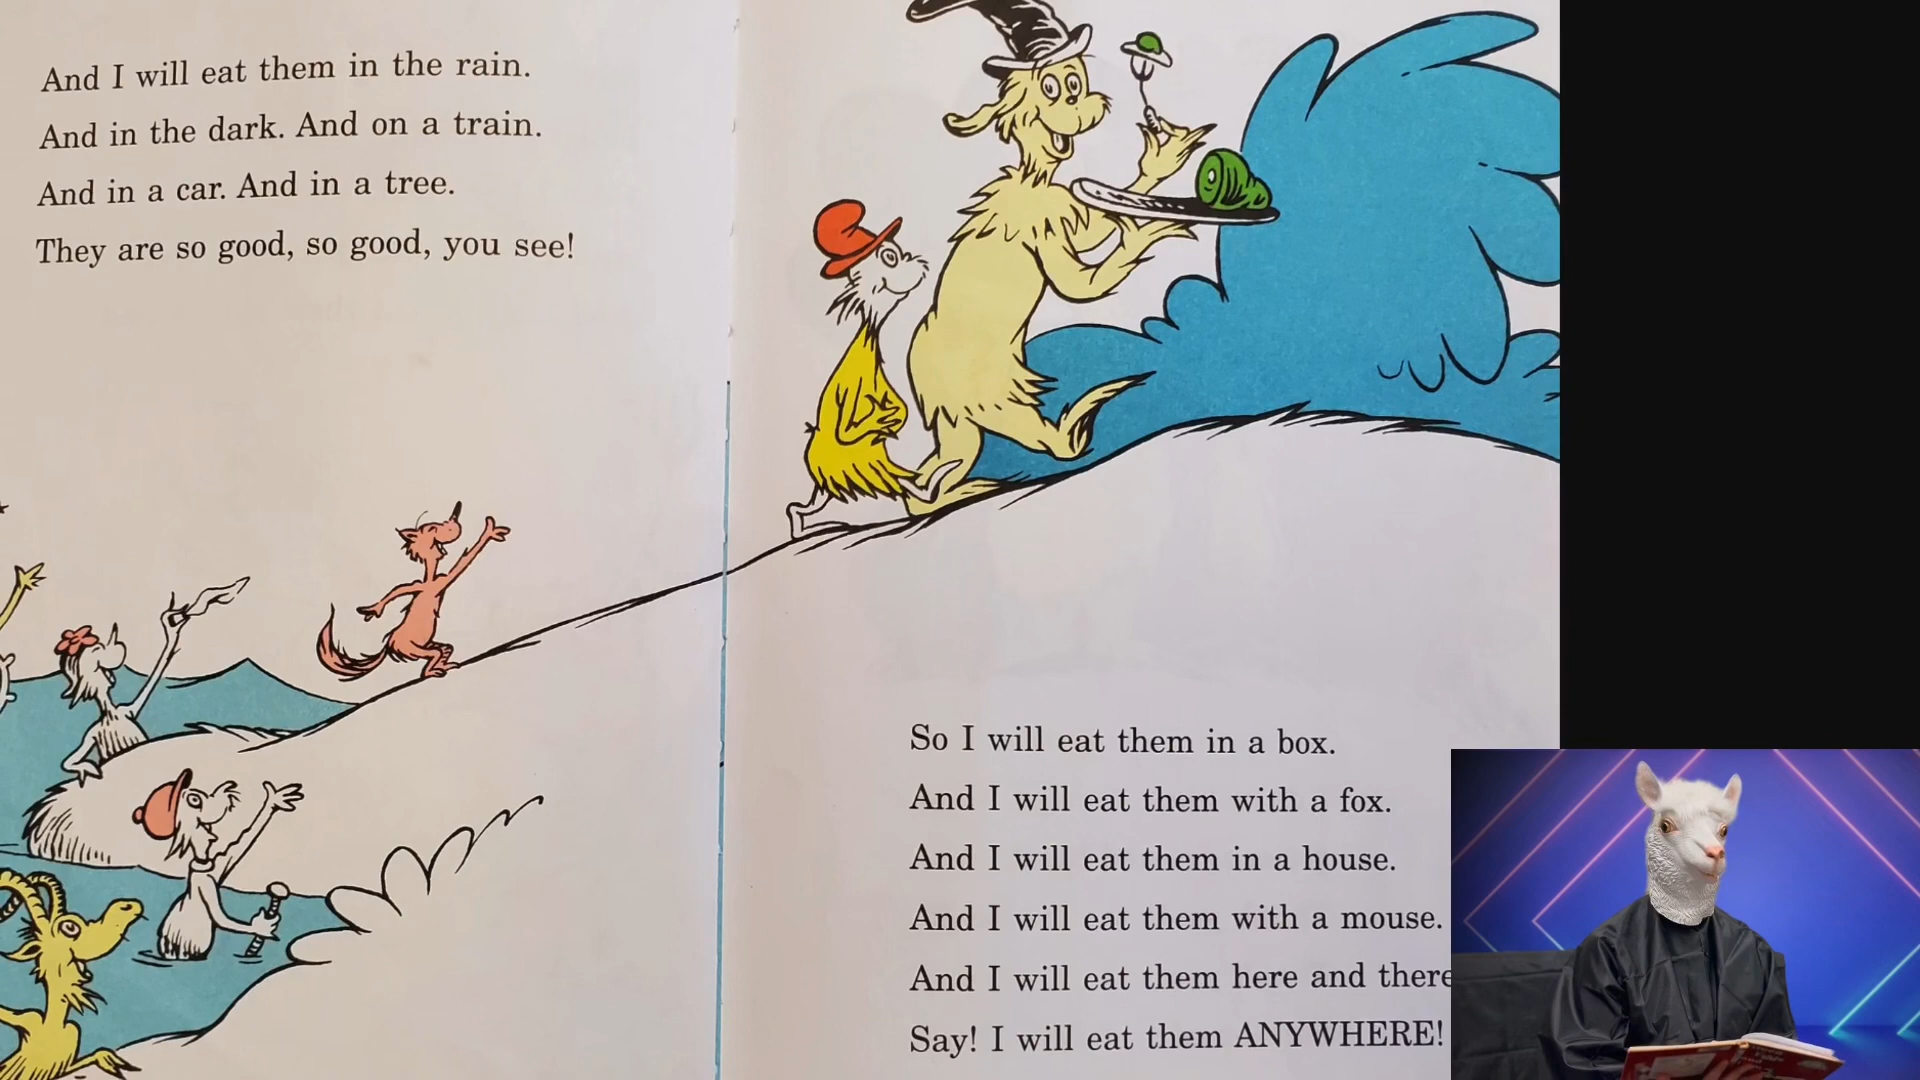 And I will eat them in the rain.
And in the dark. And on a train.
And in a car. And in a tree.
They are so good, so good, you see!
So I will eat them in a box.
And I will eat them with a fox.
And I will eat them in a house.
And I will eat them with a mouse.
And I will eat them here and there
Say! I will eat them ANYWHERE!